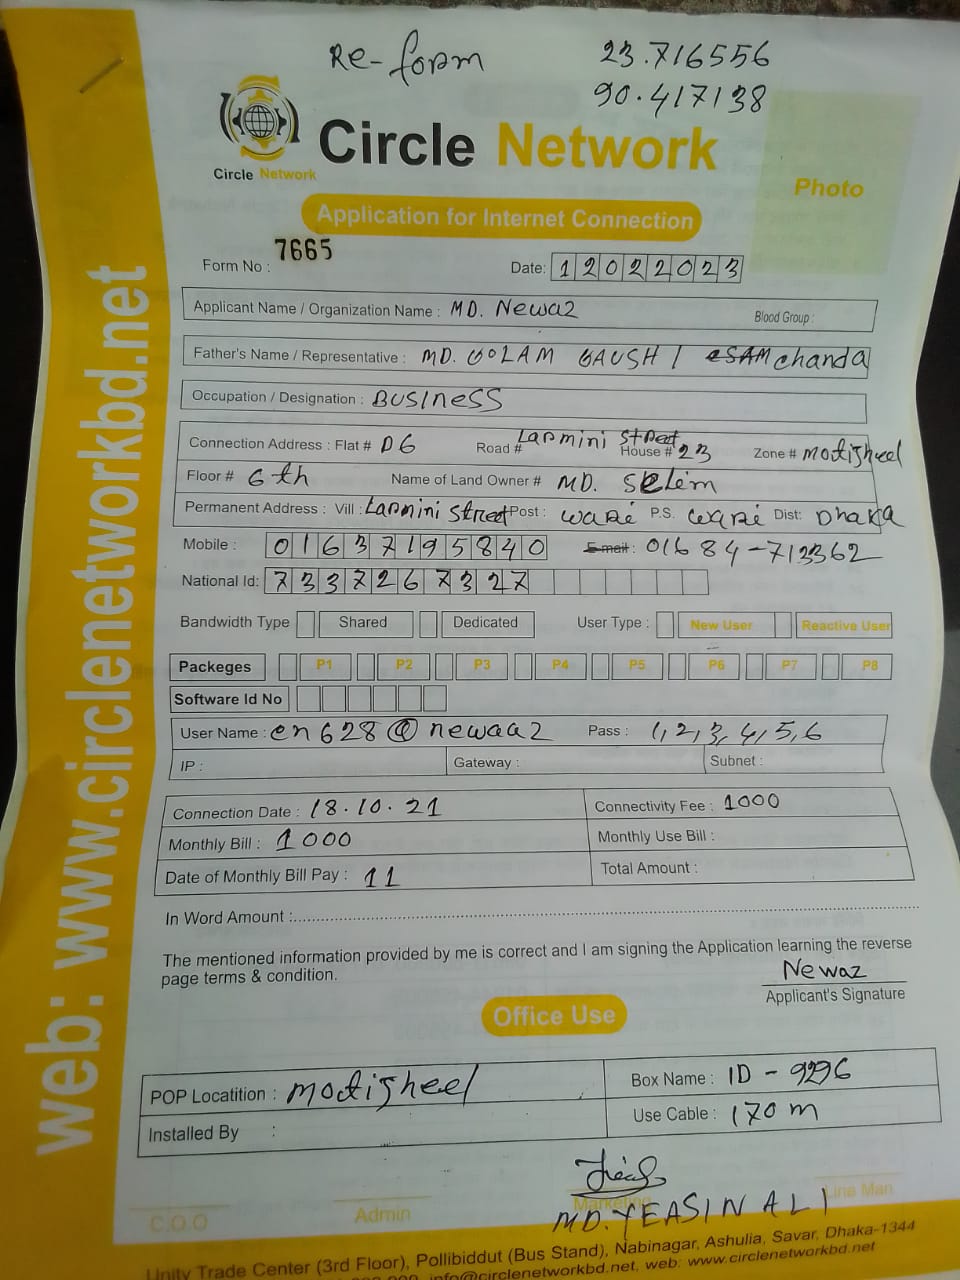 Re-form 23.716556
90.417138
Circle Network
Circle Network
Photo
Application for Internet Connection
Form No : 7665 Date: 12022023
Applicant Name / Organization Name : MD. Newaz Blood Group :
Father's Name / Representative : MD. GOLAM GAUSH / chanda
Occupation / Designation : BUSINESS
Connection Address : Flat # D6 Road # Larmini Street House # 23 Zone # motijheel
Floor # 6th Name of Land Owner # MD. Selim
Permanent Address : Vill : Larmini Street Post : wari P.S. wari Dist: Dhaka
Mobile : 01637195840 E-mail : 01684-713362
National Id: 7337267327
Bandwidth Type Shared Dedicated User Type : New User Reactive User
Packeges P1 P2 P3 P4 P5 P6 P7 P8
Software Id No
User Name : en628@newaaz Pass : 1,2,3,4,5,6
IP : Gateway : Subnet :
Connection Date : 18.10.21 Connectivity Fee : 1000
Monthly Bill : 1000 Monthly Use Bill :
Date of Monthly Bill Pay : 11 Total Amount :
In Word Amount :
The mentioned information provided by me is correct and I am signing the Application learning the reverse
page terms & condition.
Newaz
Applicant's Signature
Office Use
POP Locatition : motijheel Box Name : ID - 9296
Installed By : Use Cable : 170 m
C.O.O Admin Marketing Line Man
MD. YEASIN ALI
Unity Trade Center (3rd Floor), Pollibiddut (Bus Stand), Nabinagar, Ashulia, Savar, Dhaka-1344
info@circlenetworkbd.net, web: www.circlenetworkbd.net
web: www.circlenetworkbd.net